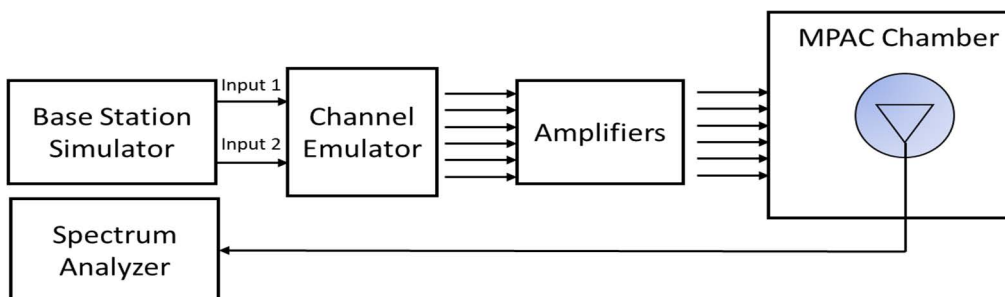 MPAC Chamber
Base Station
Simulator
Input 1
Input 2
Channel
Emulator
Amplifiers
Spectrum
Analyzer